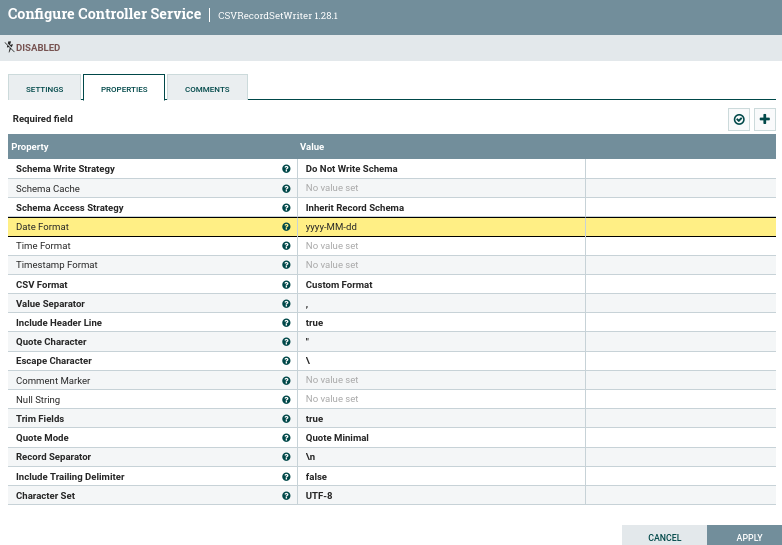 Configure Controller Service | CSVRecordSetWriter 1.28.1
DISABLED
SETTINGS PROPERTIES COMMENTS
Required field
Property Value
Schema Write Strategy Do Not Write Schema
Schema Cache No value set
Schema Access Strategy Inherit Record Schema
Date Format yyyy-MM-dd
Time Format No value set
Timestamp Format No value set
CSV Format Custom Format
Value Separator ,
Include Header Line true
Quote Character "
Escape Character \
Comment Marker No value set
Null String No value set
Trim Fields true
Quote Mode Quote Minimal
Record Separator \n
Include Trailing Delimiter false
Character Set UTF-8
CANCEL APPLY